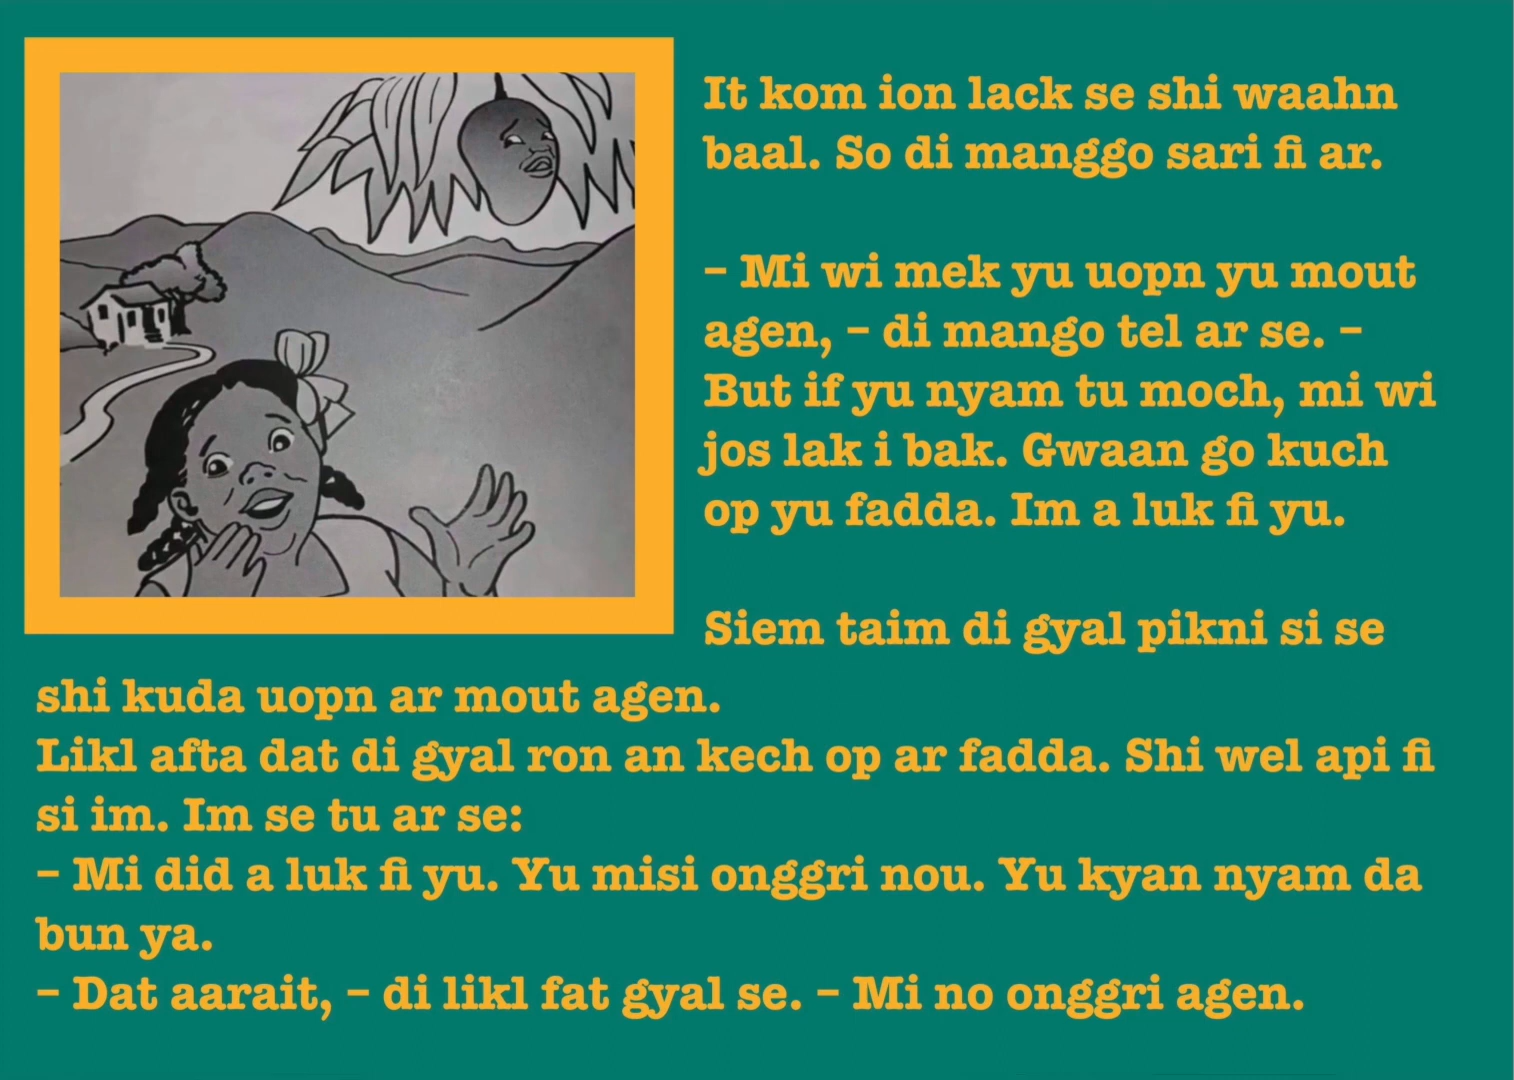 It kom ion lack se shi waahn
baal. So di manggo sari fi ar.
– Mi wi mek yu uopn yu mout
agen, – di mango tel ar se. –
But if yu nyam tu moch, mi wi
jos lak i bak. Gwaan go kuch
op yu fadda. Im a luk fi yu.
Siem taim di gyal pikni si se
shi kuda uopn ar mout agen.
Likl afta dat di gyal ron an kech op ar fadda. Shi wel api fi
si im. Im se tu ar se:
– Mi did a luk fi yu. Yu misi onggri nou. Yu kyan nyam da
bun ya.
– Dat aarait, – di likl fat gyal se. – Mi no onggri agen.